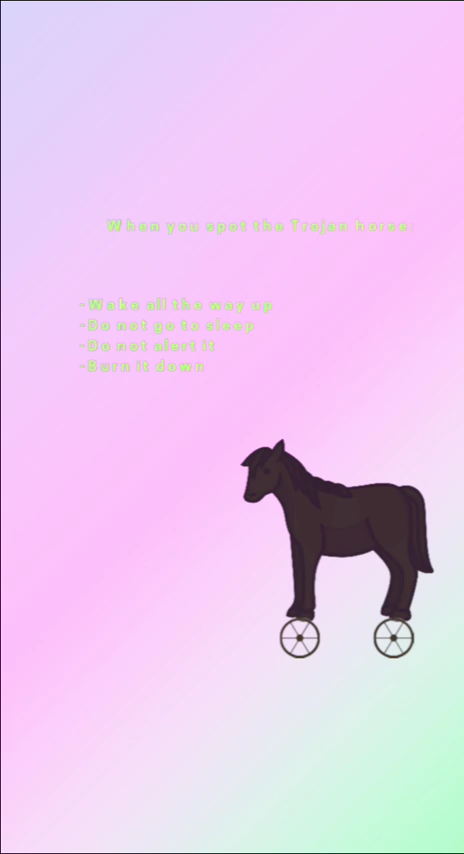 When you spot the Trojan horse:
-Wake all the way up
-Do not go to sleep
-Do not alert it
-Burn it down